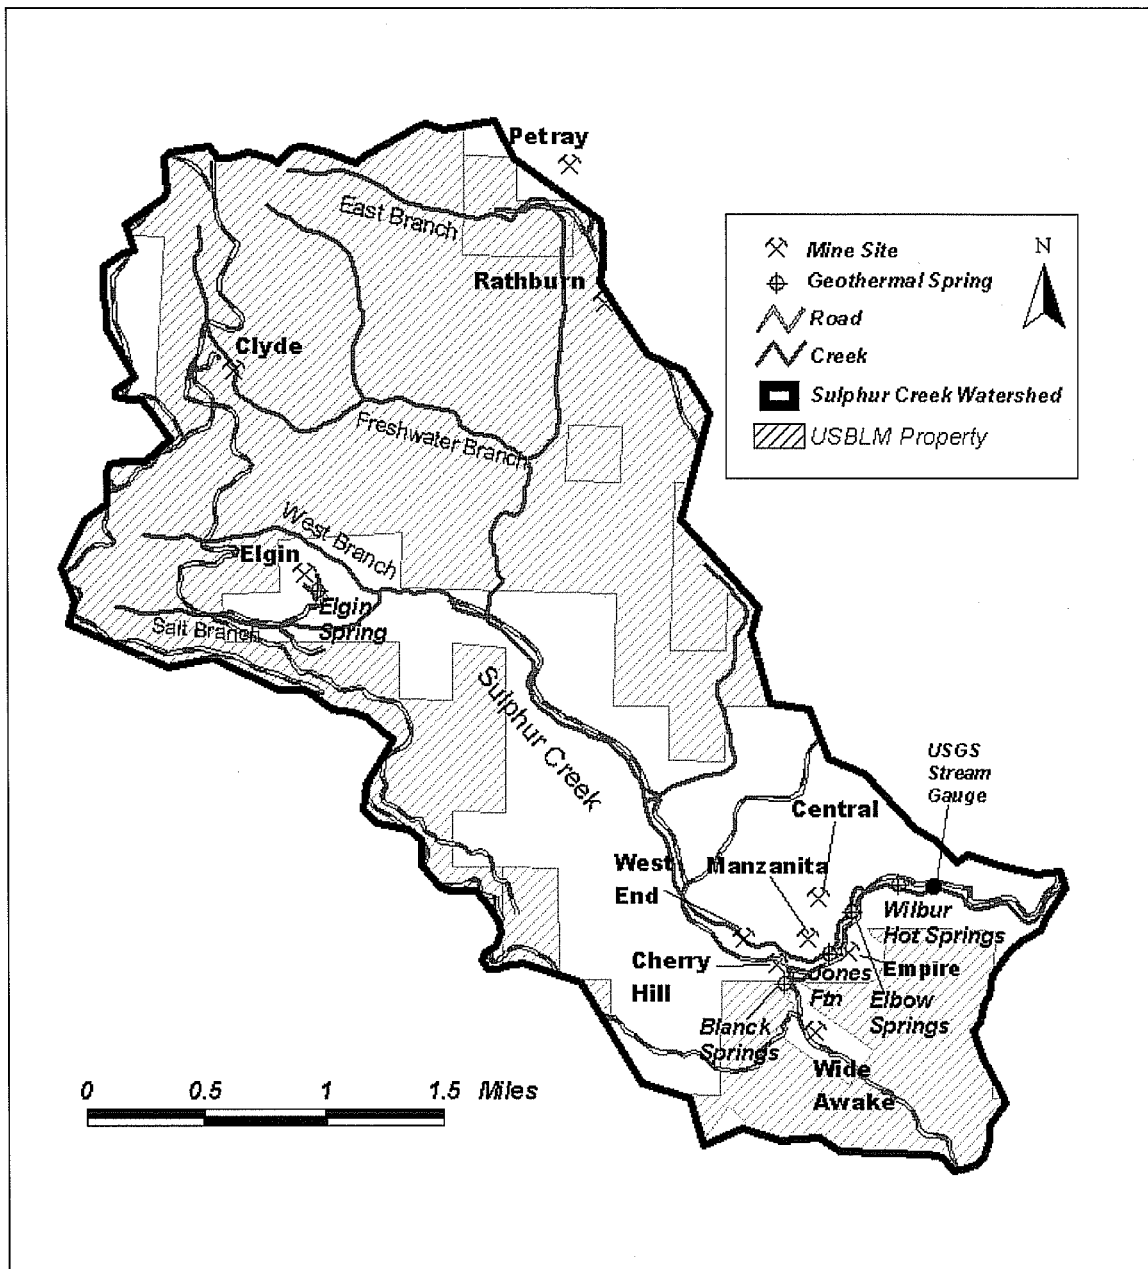 Petray
East Branch
N
Mine Site
Geothermal Spring
Road
Creek
Sulphur Creek Watershed
USBLM Property
Rathburn
Clyde
Freshwater Branch
West Branch
Elgin
Elgin
Spring
Salt Branch
Sulphur Creek
USGS
Stream
Gauge
Central
West
End
Manzanita
Wilbur
Hot Springs
Cherry
Hill
Jones
Ftn
Empire
Elbow
Springs
Blanck
Springs
Wide
Awake
0 0.5 1 1.5 Miles